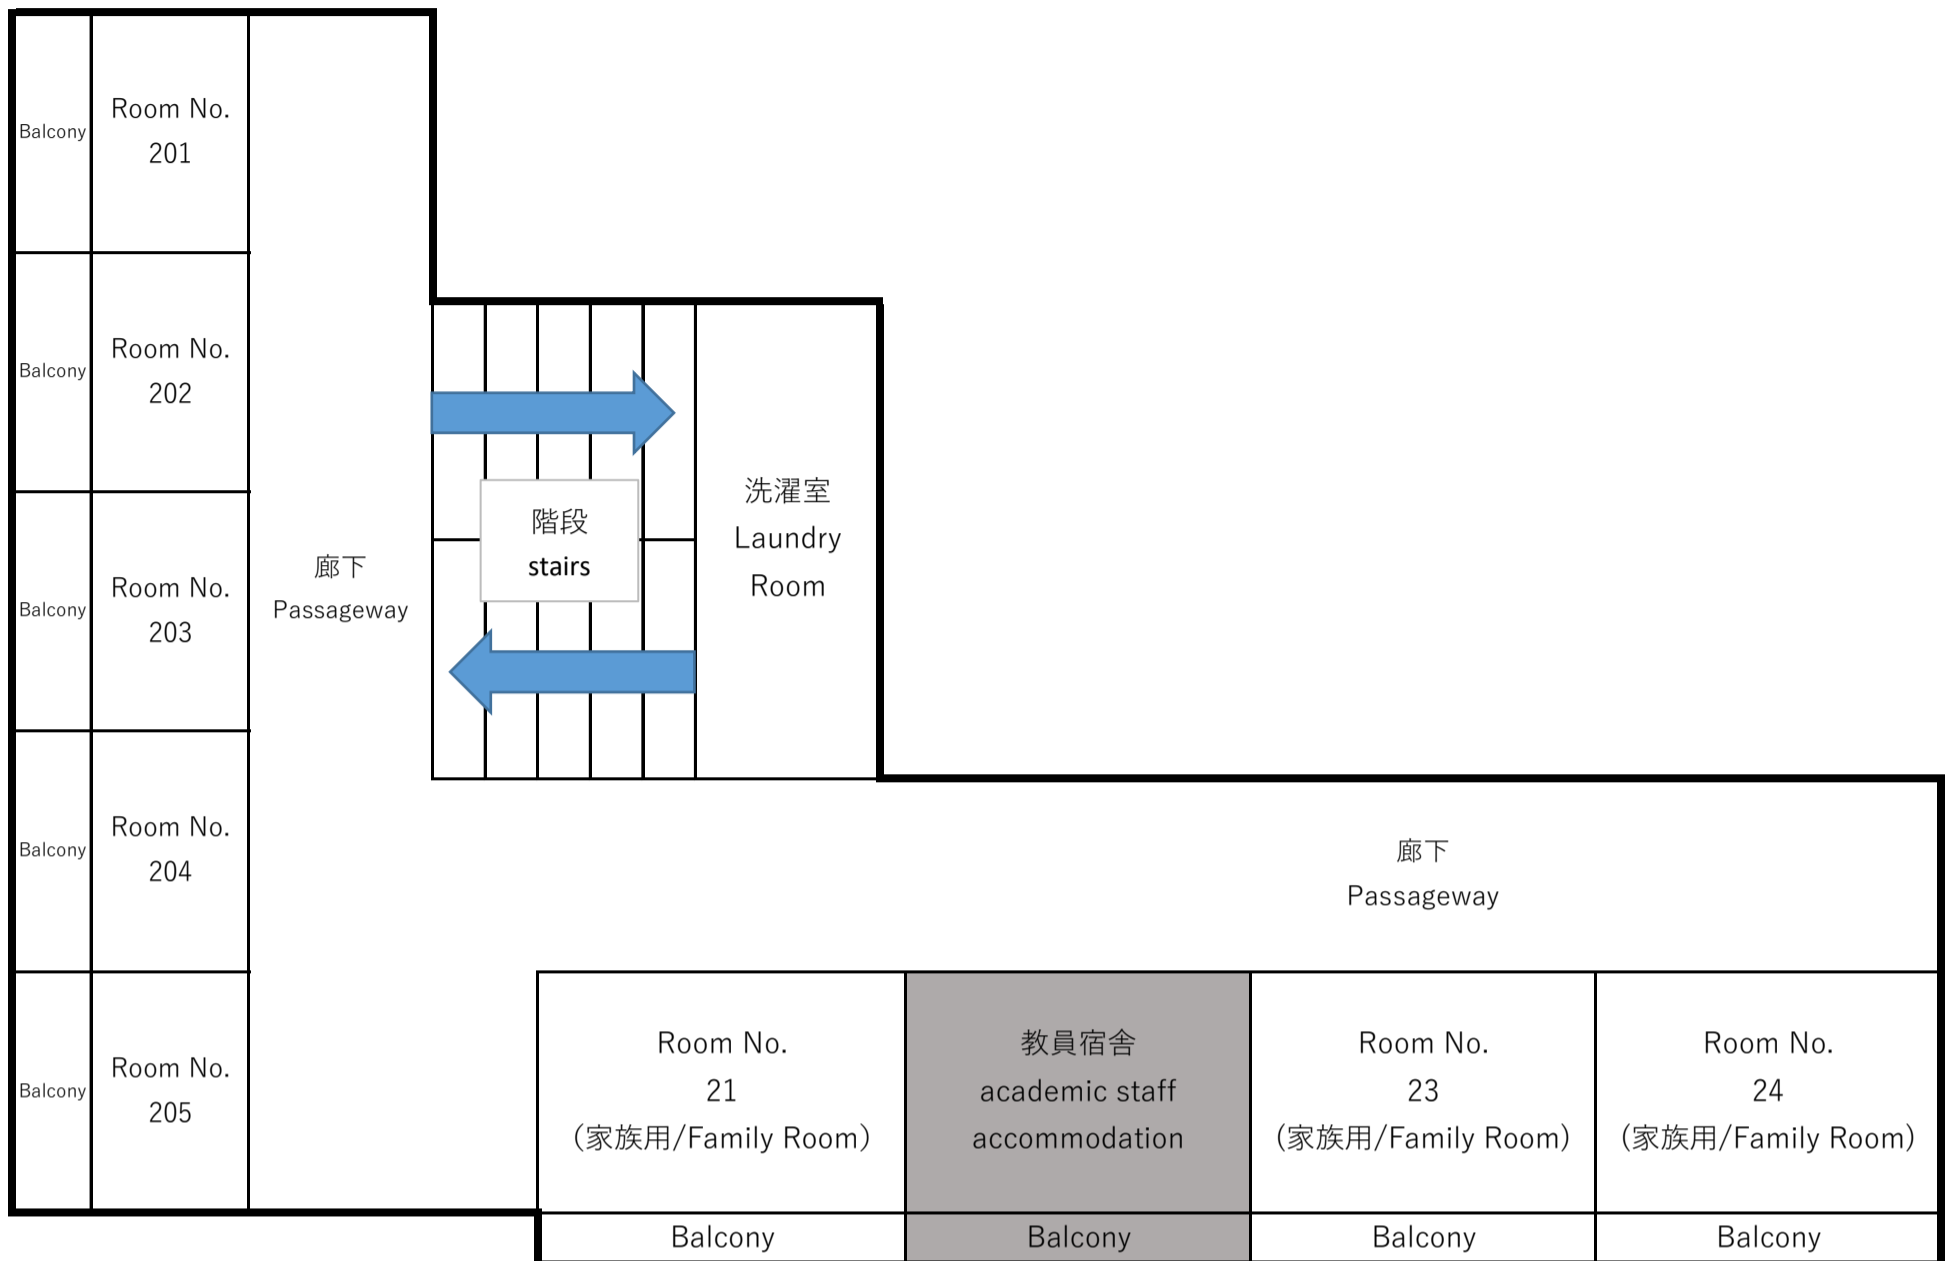 Balcony
Room No.
201
Balcony
Room No.
202
Balcony
Room No.
203
Balcony
Room No.
204
Balcony
Room No.
205
廊下
Passageway
階段
stairs
洗濯室
Laundry
Room
廊下
Passageway
Room No.
21
（家族用/Family Room）
Balcony
教員宿舎
academic staff
accommodation
Balcony
Room No.
23
（家族用/Family Room）
Balcony
Room No.
24
（家族用/Family Room）
Balcony